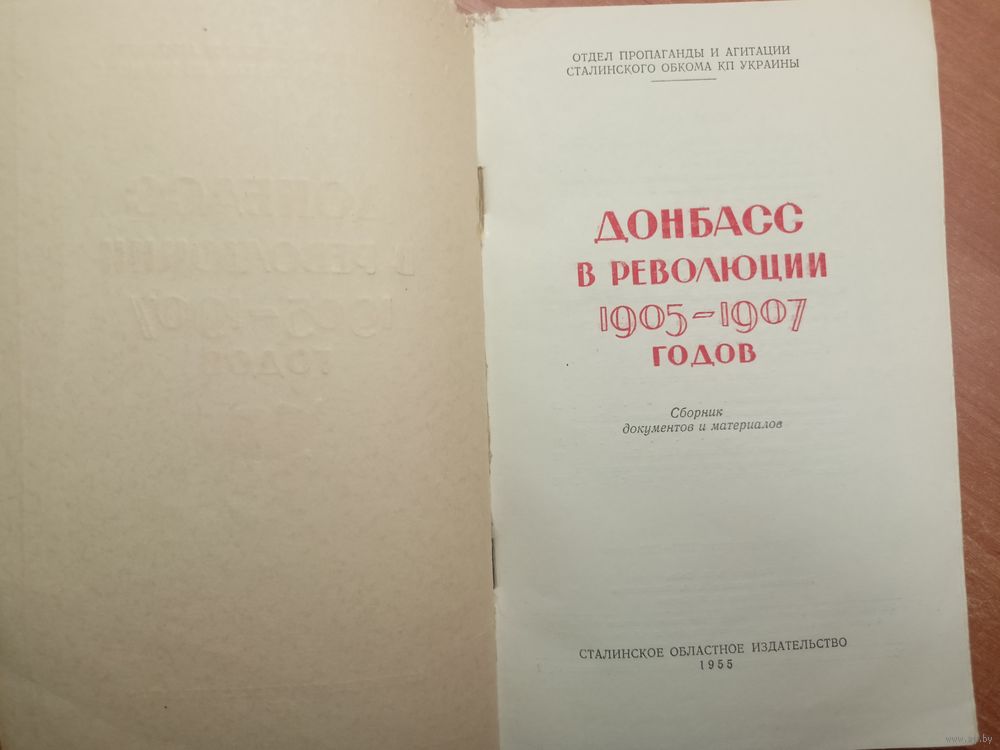 ОТДЕЛ ПРОПАГАНДЫ И АГИТАЦИИ
СТАЛИНСКОГО ОБКОМА КП УКРАИНЫ
ДОНБАСС
В РЕВОЛЮЦИИ
1905–1907
ГОДОВ
Сборник
документов и материалов
СТАЛИНСКОЕ ОБЛАСТНОЕ ИЗДАТЕЛЬСТВО
1955